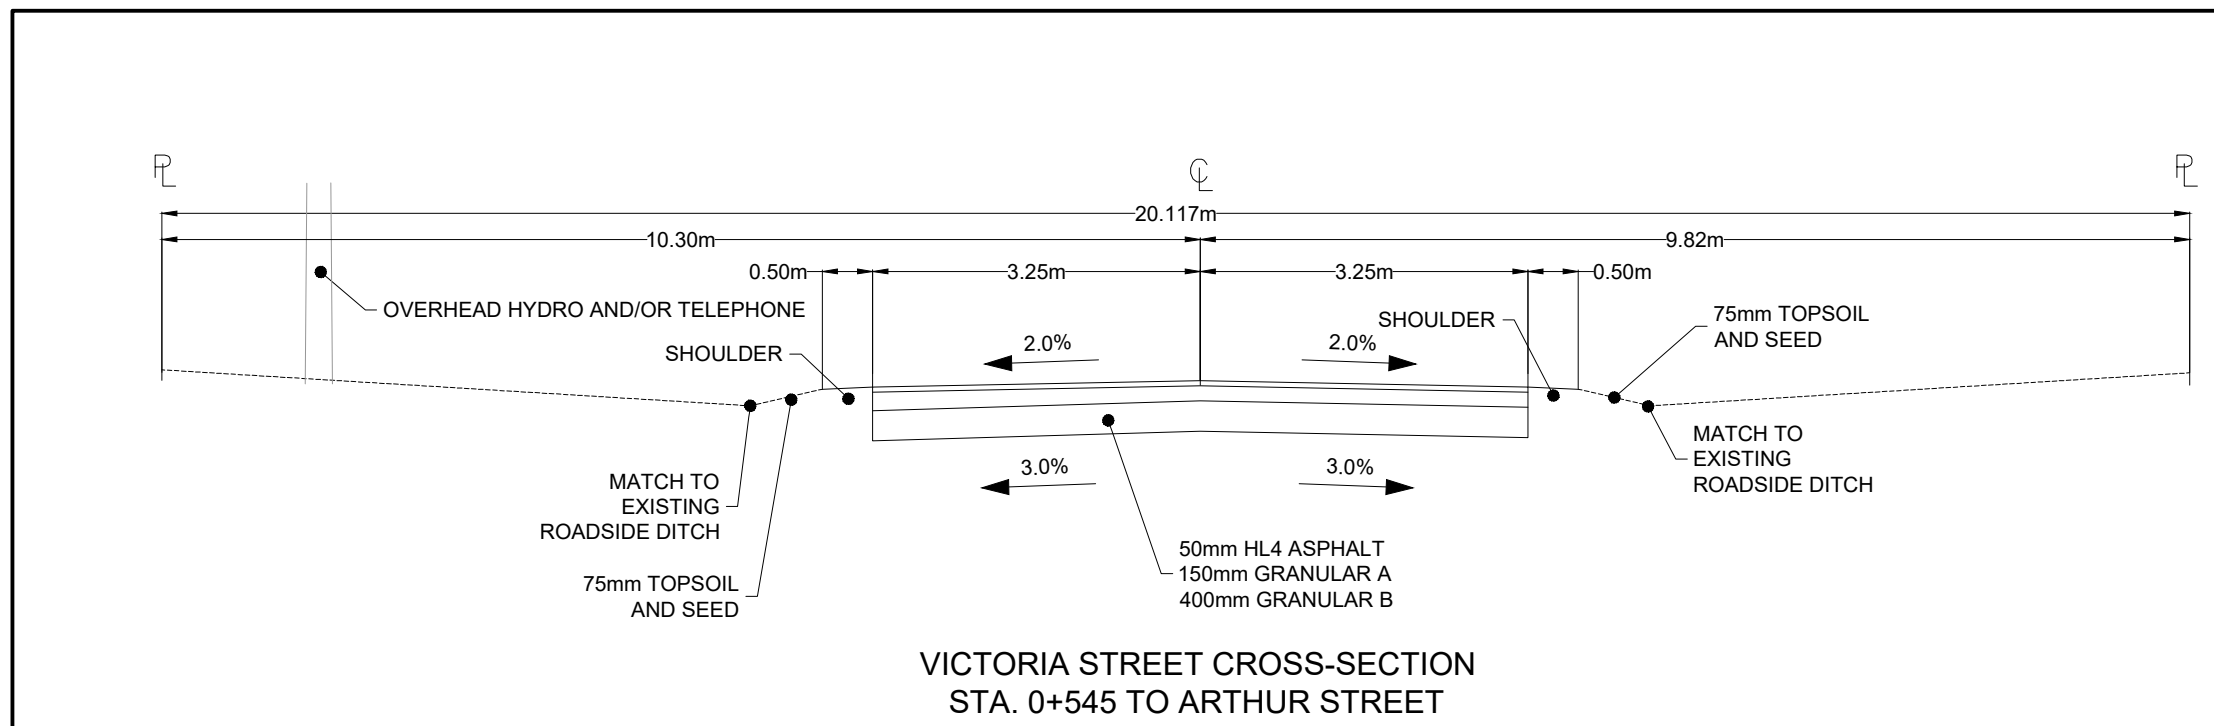 PL
CL
PL
20.117m
10.30m
9.82m
0.50m
3.25m
3.25m
0.50m
OVERHEAD HYDRO AND/OR TELEPHONE
SHOULDER
2.0%
2.0%
SHOULDER
75mm TOPSOIL
AND SEED
MATCH TO
EXISTING
ROADSIDE DITCH
75mm TOPSOIL
AND SEED
3.0%
3.0%
50mm HL4 ASPHALT
150mm GRANULAR A
400mm GRANULAR B
MATCH TO
EXISTING
ROADSIDE DITCH
VICTORIA STREET CROSS-SECTION
STA. 0+545 TO ARTHUR STREET